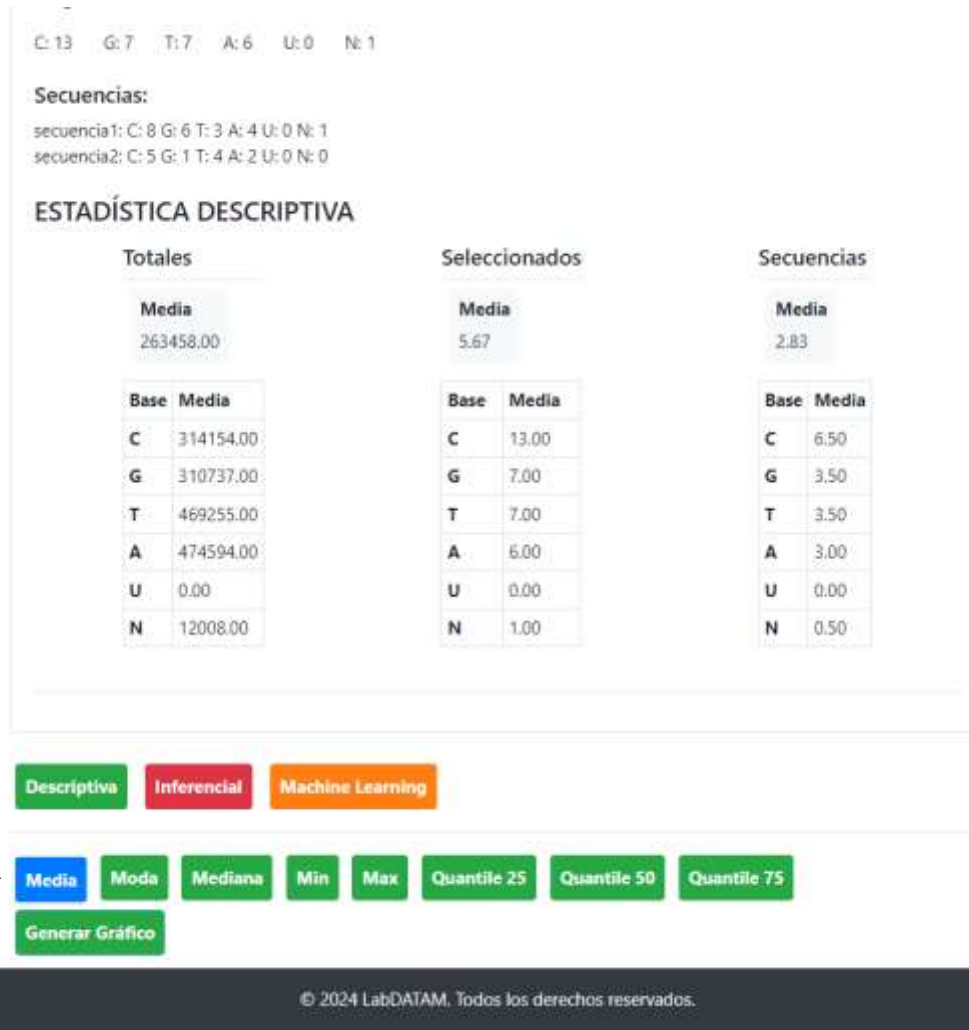 C: 13 G: 7 T: 7 A: 6 U: 0 N: 1
Secuencias:
secuencia1: C: 8 G: 6 T: 3 A: 4 U: 0 N: 1
secuencia2: C: 5 G: 1 T: 4 A: 2 U: 0 N: 0
ESTADÍSTICA DESCRIPTIVA
Totales Seleccionados Secuencias
Media Media Media
263458.00 5.67 2.83
Base Media Base Media Base Media
C 314154.00 C 13.00 C 6.50
G 310737.00 G 7.00 G 3.50
T 469255.00 T 7.00 T 3.50
A 474594.00 A 6.00 A 3.00
U 0.00 U 0.00 U 0.00
N 12008.00 N 1.00 N 0.50
Descriptiva Inferencial Machine Learning
Media Moda Mediana Min Max Quantile 25 Quantile 50 Quantile 75
Generar Gráfico
© 2024 LabDATAM. Todos los derechos reservados.